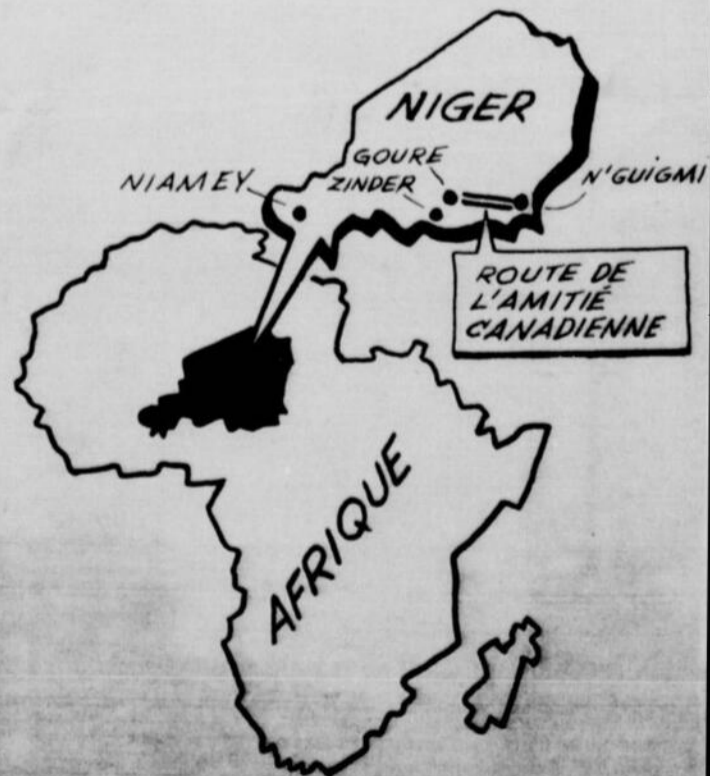 NIGER
GOURE
NIAMEY
ZINDER
N'GUIGMI
ROUTE DE
L'AMITIÉ
CANADIENNE
AFRIQUE